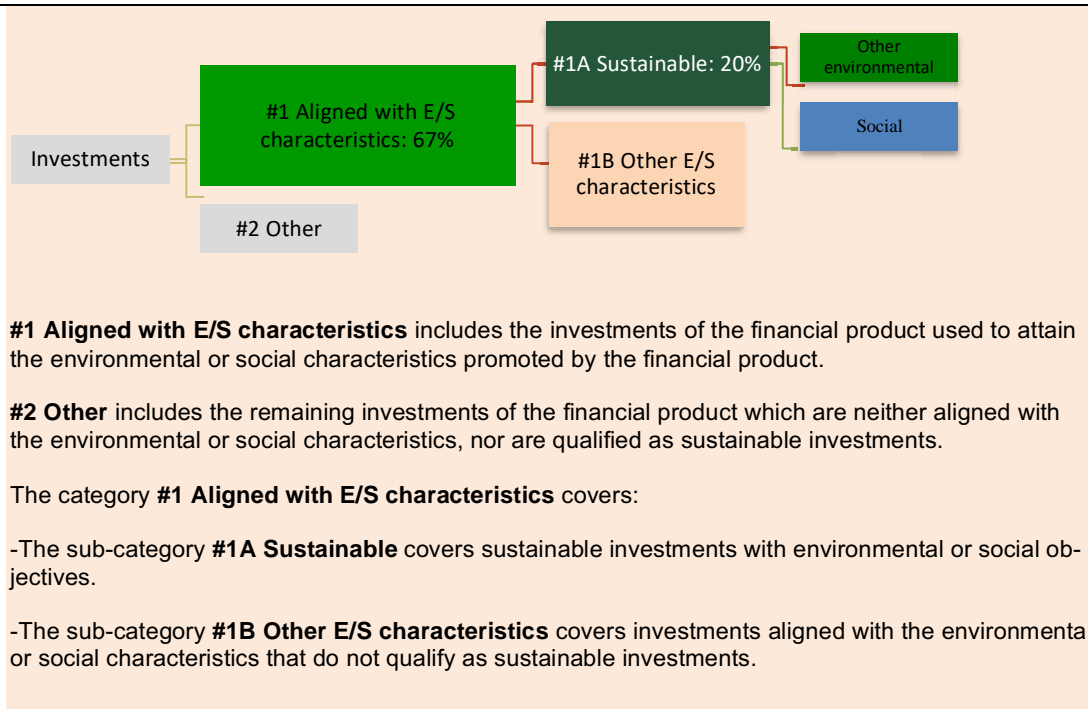 Other
environmental
#1A Sustainable: 20%
#1 Aligned with E/S
characteristics: 67%
Social
Investments
#1B Other E/S
characteristics
#2 Other
#1 Aligned with E/S characteristics includes the investments of the financial product used to attain
the environmental or social characteristics promoted by the financial product.
#2 Other includes the remaining investments of the financial product which are neither aligned with
the environmental or social characteristics, nor are qualified as sustainable investments.
The category #1 Aligned with E/S characteristics covers:
-The sub-category #1A Sustainable covers sustainable investments with environmental or social ob-
jectives.
-The sub-category #1B Other E/S characteristics covers investments aligned with the environmenta
or social characteristics that do not qualify as sustainable investments.